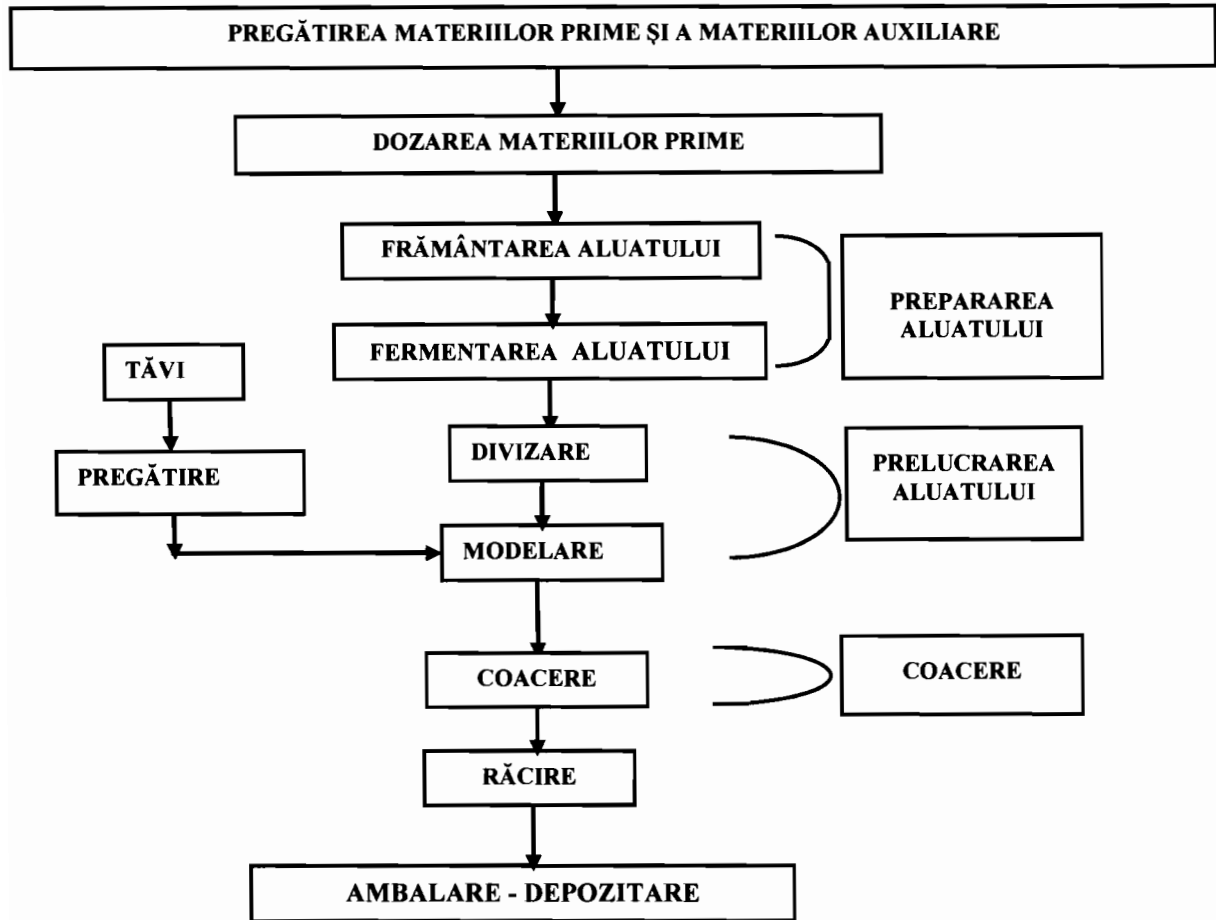 PREGĂTIREA MATERIILOR PRIME ȘI A MATERIILOR AUXILIARE
DOZAREA MATERIILOR PRIME
FRĂMÂNTAREA ALUATULUI
FERMENTAREA ALUATULUI
PREPARAREA
ALUATULUI
TĂVI
PREGĂTIRE
DIVIZARE
MODELARE
PRELUCRAREA
ALUATULUI
COACERE
COACERE
RĂCIRE
AMBALARE - DEPOZITARE